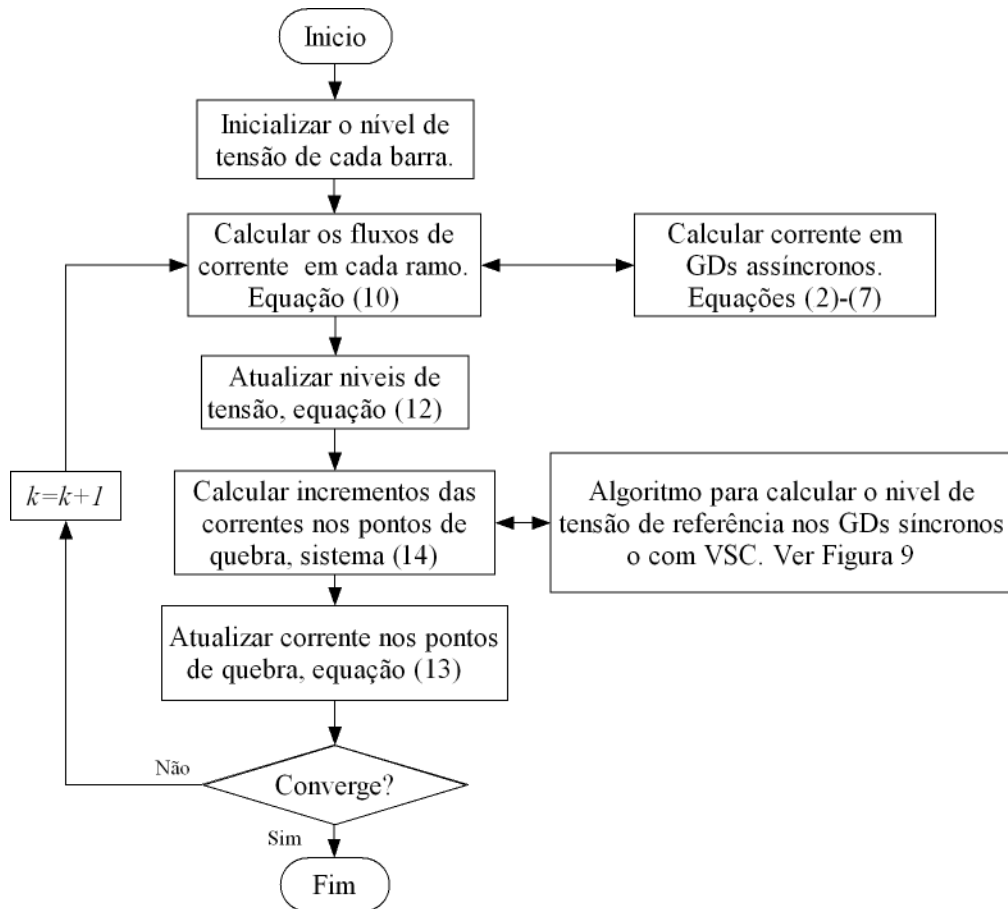 Inicio
Inicializar o nível de
tensão de cada barra.
Calcular os fluxos de
corrente em cada ramo.
Equação (10)
Calcular corrente em
GDs assíncronos.
Equações (2)-(7)
Atualizar niveis de
tensão, equação (12)
k=k+1
Calcular incrementos das
correntes nos pontos de
quebra, sistema (14)
Algoritmo para calcular o nivel de
tensão de referência nos GDs síncronos
o com VSC. Ver Figura 9
Atualizar corrente nos pontos
de quebra, equação (13)
Não
Converge?
Sim
Fim